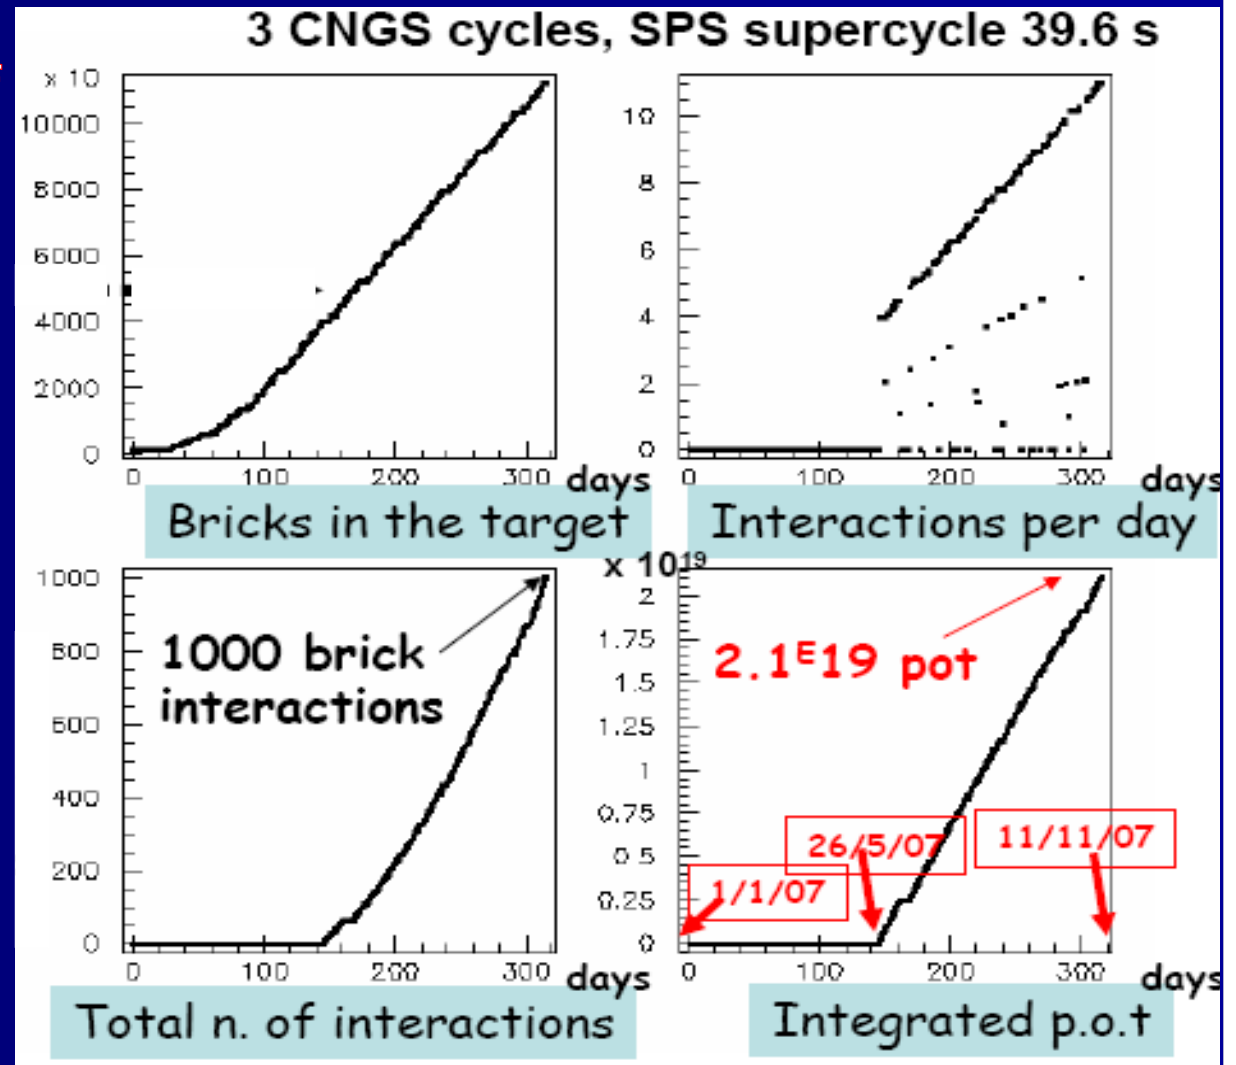 3 CNGS cycles, SPS supercycle 39.6 s
x 10
10000
8000
6000
4000
2000
0
0 100 200 300 days
Bricks in the target
10
8
6
4
2
0
0 100 200 300 days
Interactions per day
1000
800
600
400
200
0
1000 brick
interactions
0 100 200 300 days
Total n. of interactions
x 10¹⁹
2
1.75
1.5
1.25
1
0.75
0.5
0.25
0
2.1ᴱ19 pot
26/5/07
11/11/07
1/1/07
0 100 200 300 days
Integrated p.o.t